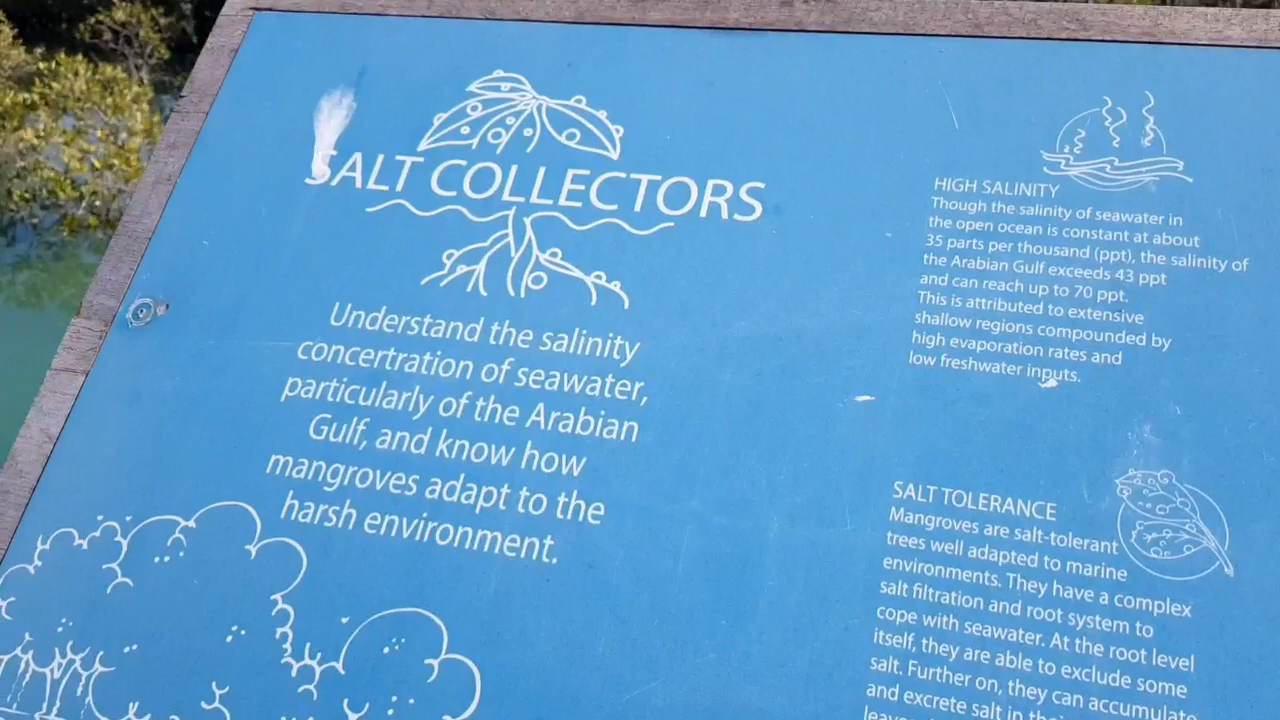 SALT COLLECTORS
Understand the salinity
concertration of seawater,
particularly of the Arabian
Gulf, and know how
mangroves adapt to the
harsh environment.
HIGH SALINITY
Though the salinity of seawater in
the open ocean is constant at about
35 parts per thousand (ppt), the salinity of
the Arabian Gulf exceeds 43 ppt
and can reach up to 70 ppt.
This is attributed to extensive
shallow regions compounded by
high evaporation rates and
low freshwater inputs.
SALT TOLERANCE
Mangroves are salt-tolerant
trees well adapted to marine
environments. They have a complex
salt filtration and root system to
cope with seawater. At the root level
itself, they are able to exclude some
salt. Further on, they can accumulate
and excrete salt in